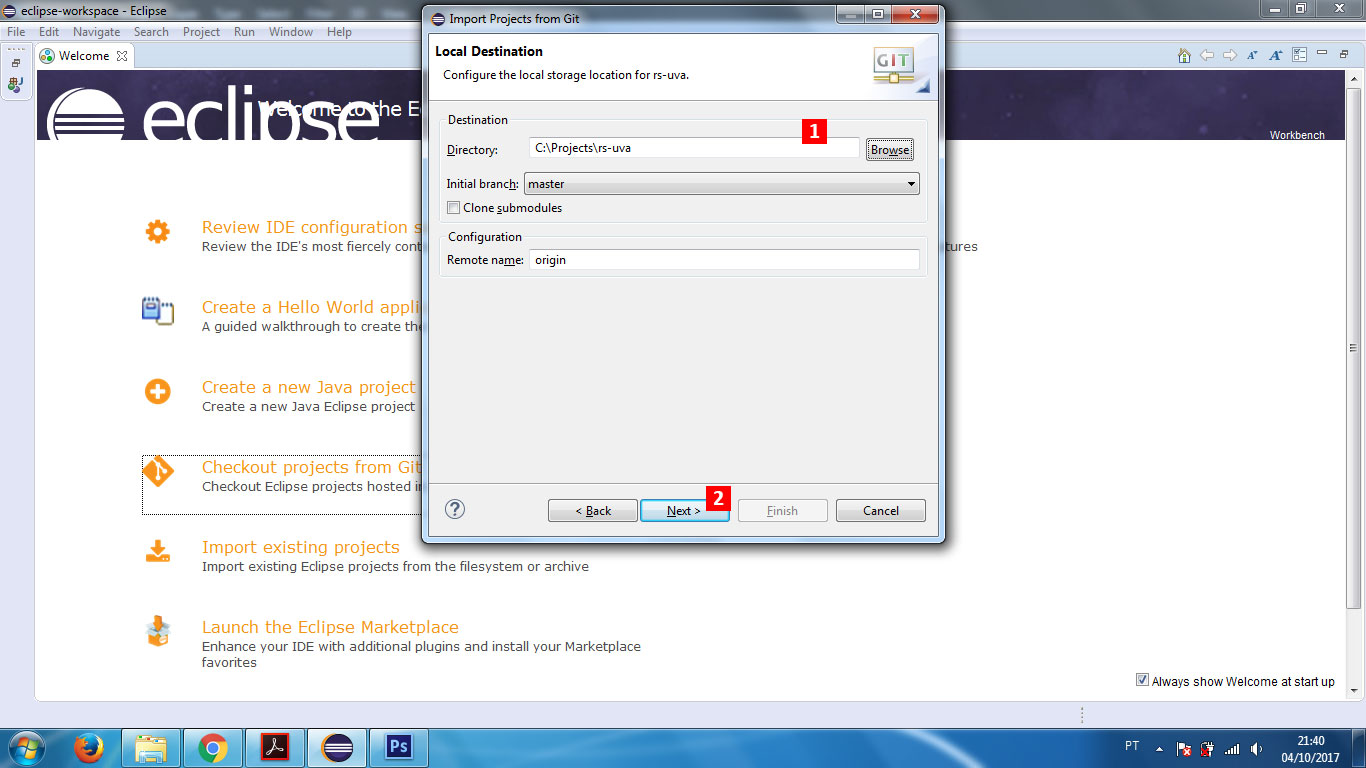 eclipse-workspace - Eclipse
File Edit Navigate Search Project Run Window Help
Welcome
eclipse
Welcome to the Ec
Workbench
Review IDE configuration s
Review the IDE's most fiercely cont
tures
Create a Hello World appli
A guided walkthrough to create the
Create a new Java project
Create a new Java Eclipse project
Checkout projects from Git
Checkout Eclipse projects hosted in
Import existing projects
Import existing Eclipse projects from the filesystem or archive
Launch the Eclipse Marketplace
Enhance your IDE with additional plugins and install your Marketplace
favorites
Always show Welcome at start up
Import Projects from Git
Local Destination
Configure the local storage location for rs-uva.
GIT
Destination
1
Directory: C:\Projects\rs-uva Browse
Initial branch: master
Clone submodules
Configuration
Remote name: origin
2
? < Back Next > Finish Cancel
Ps
PT
21:40
04/10/2017